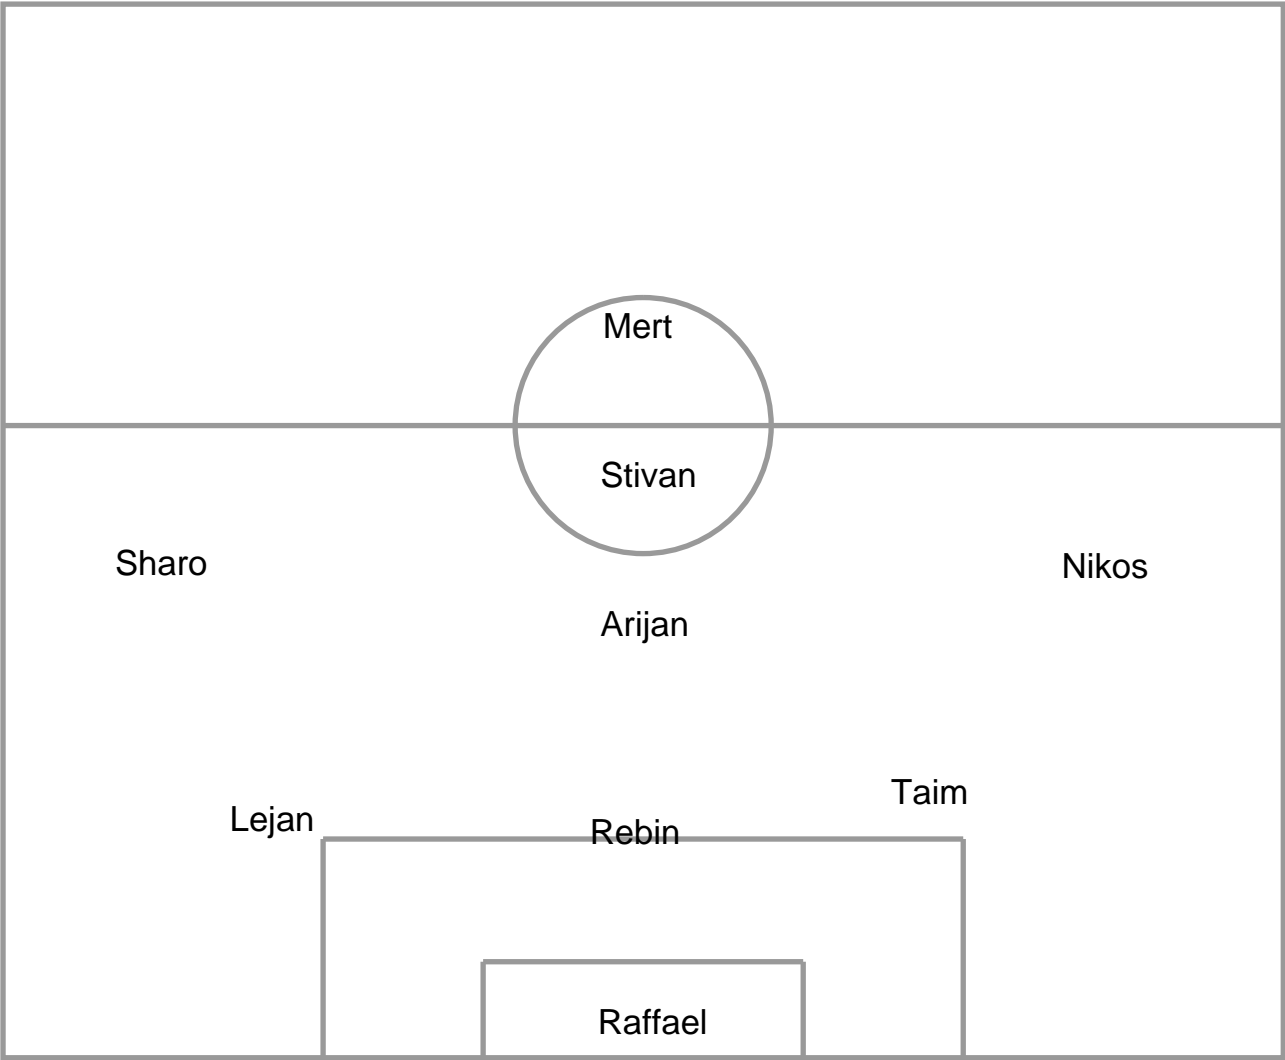 Mert
Stivan
Sharo
Nikos
Arijan
Taim
Lejan
Rebin
Raffael